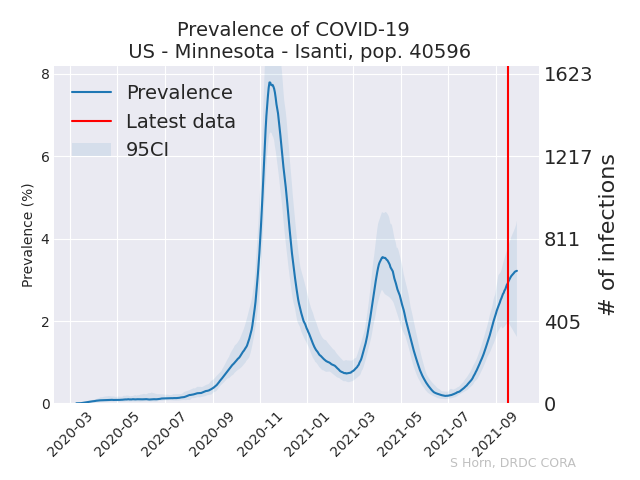 Prevalence of COVID-19
US - Minnesota - Isanti, pop. 40596
Prevalence
Latest data
95CI
Prevalence (%)
8
6
4
2
0
1623
1217
811
405
0
# of infections
2020-03
2020-05
2020-07
2020-09
2020-11
2021-01
2021-03
2021-05
2021-07
2021-09
S Horn, DRDC CORA